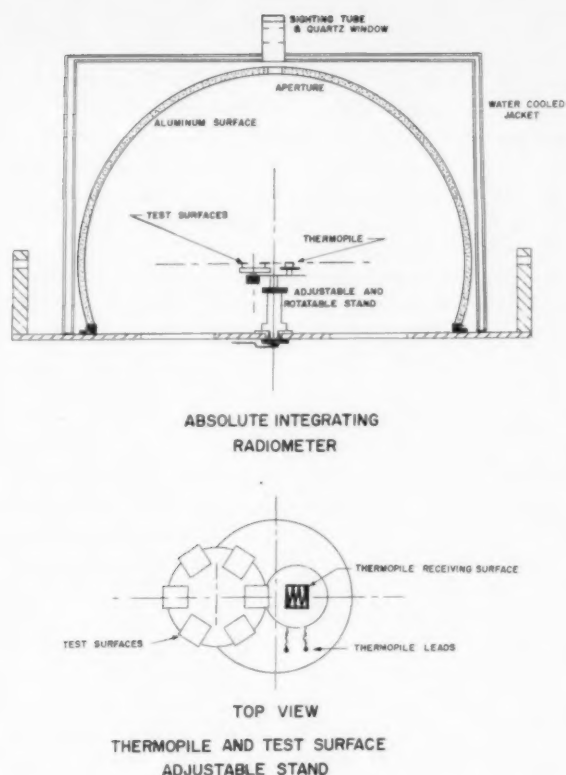 SIGHTING TUBE
& QUARTZ WINDOW
APERTURE
ALUMINUM SURFACE
WATER COOLED
JACKET
TEST SURFACES
THERMOPILE
ADJUSTABLE AND
ROTATABLE STAND
ABSOLUTE INTEGRATING
RADIOMETER
THERMOPILE RECEIVING SURFACE
TEST SURFACES
THERMOPILE LEADS
TOP VIEW
THERMOPILE AND TEST SURFACE
ADJUSTABLE STAND